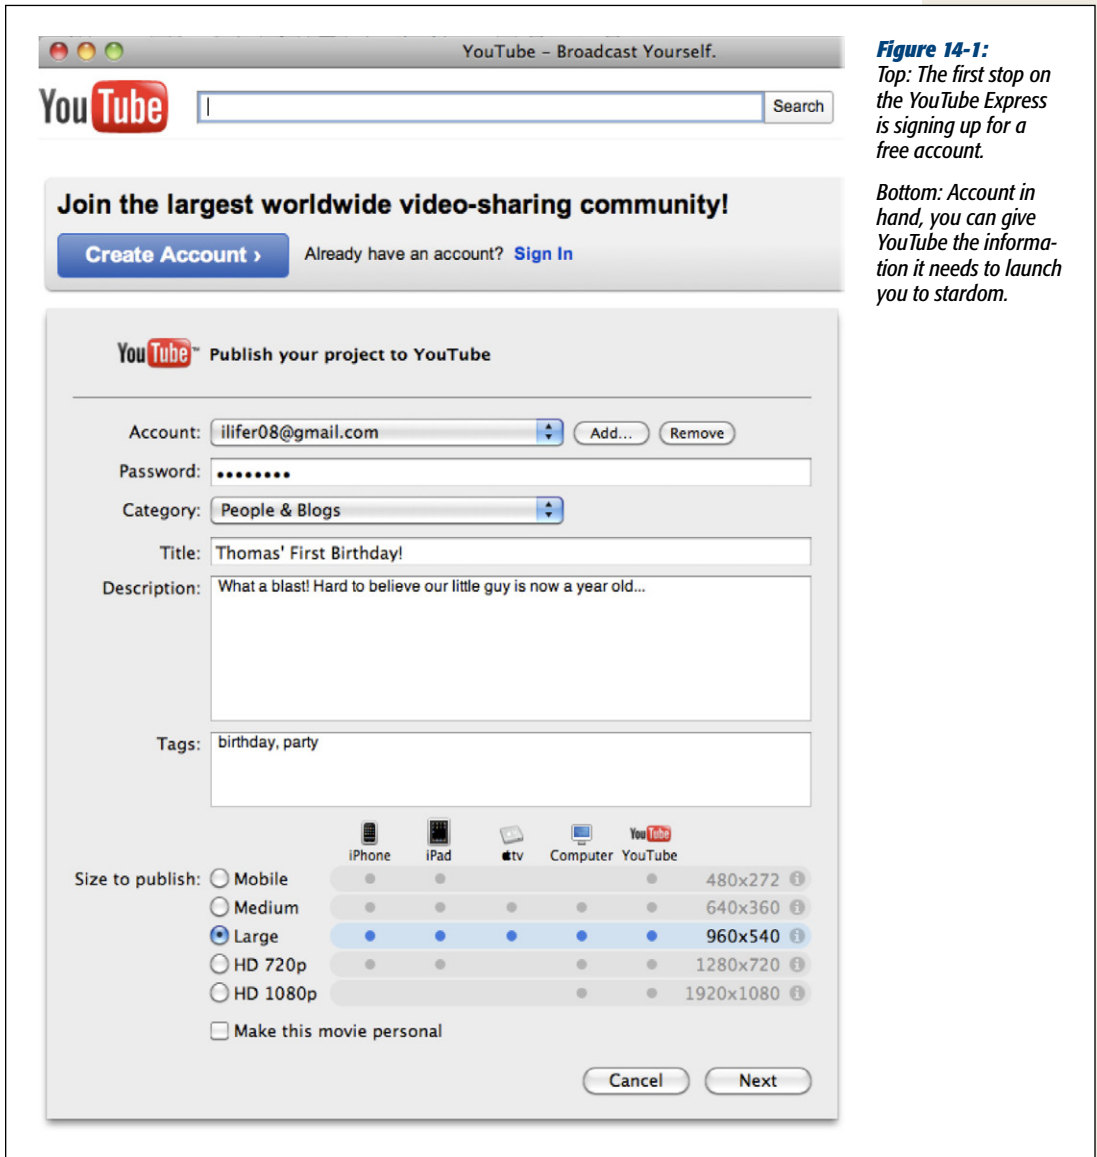 YouTube – Broadcast Yourself.
YouTube
Search
Join the largest worldwide video-sharing community!
Create Account ›
Already have an account? Sign In
YouTube™ Publish your project to YouTube
Account: ilifer08@gmail.com Add... Remove
Password: ••••••••
Category: People & Blogs
Title: Thomas' First Birthday!
Description: What a blast! Hard to believe our little guy is now a year old...
Tags: birthday, party
YouTube
iPhone iPad tv Computer YouTube
Size to publish: Mobile 480x272
Medium 640x360
Large 960x540
HD 720p 1280x720
HD 1080p 1920x1080
Make this movie personal
Cancel Next
Figure 14-1:
Top: The first stop on
the YouTube Express
is signing up for a
free account.
Bottom: Account in
hand, you can give
YouTube the informa-
tion it needs to launch
you to stardom.